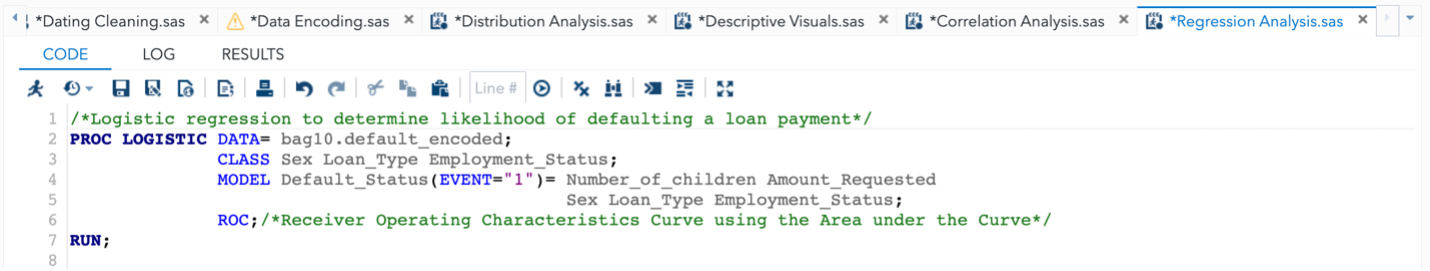 *Dating Cleaning.sas × *Data Encoding.sas × *Distribution Analysis.sas × *Descriptive Visuals.sas × *Correlation Analysis.sas × *Regression Analysis.sas ×
CODE LOG RESULTS
Line #
1 /*Logistic regression to determine likelihood of defaulting a loan payment*/
2 PROC LOGISTIC DATA= bag10.default_encoded;
3 CLASS Sex Loan_Type Employment_Status;
4 MODEL Default_Status(EVENT="1")= Number_of_children Amount_Requested
5 Sex Loan_Type Employment_Status;
6 ROC;/*Receiver Operating Characteristics Curve using the Area under the Curve*/
7 RUN;
8